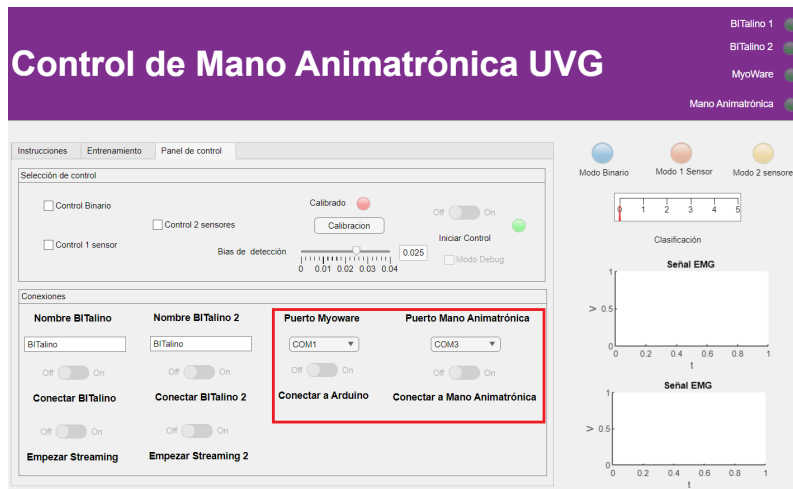 BITalino 1
BITalino 2
Control de Mano Animatrónica UVG
MyoWare
Mano Animatrónica
Instrucciones Entrenamiento Panel de control
Selección de control
Control Binario
Control 2 sensores
Control 1 sensor
Calibrado
Calibracion
Off On
Iniciar Control
Bias de detección
0.025
Modo Debug
0 0.01 0.02 0.03 0.04
Conexiones
Nombre BITalino Nombre BITalino 2 Puerto Myoware Puerto Mano Animatrónica
BITalino BITalino COM1 COM3
Off On Off On Off On Off On
Conectar BITalino Conectar BITalino 2 Conectar a Arduino Conectar a Mano Animatrónica
Off On Off On
Empezar Streaming Empezar Streaming 2
Modo Binario Modo 1 Sensor Modo 2 sensores
0 1 2 3 4 5
Clasificación
Señal EMG
1
V 0.5
0
0 0.2 0.4 0.6 0.8 1
t
Señal EMG
1
V 0.5
0
0 0.2 0.4 0.6 0.8 1
t